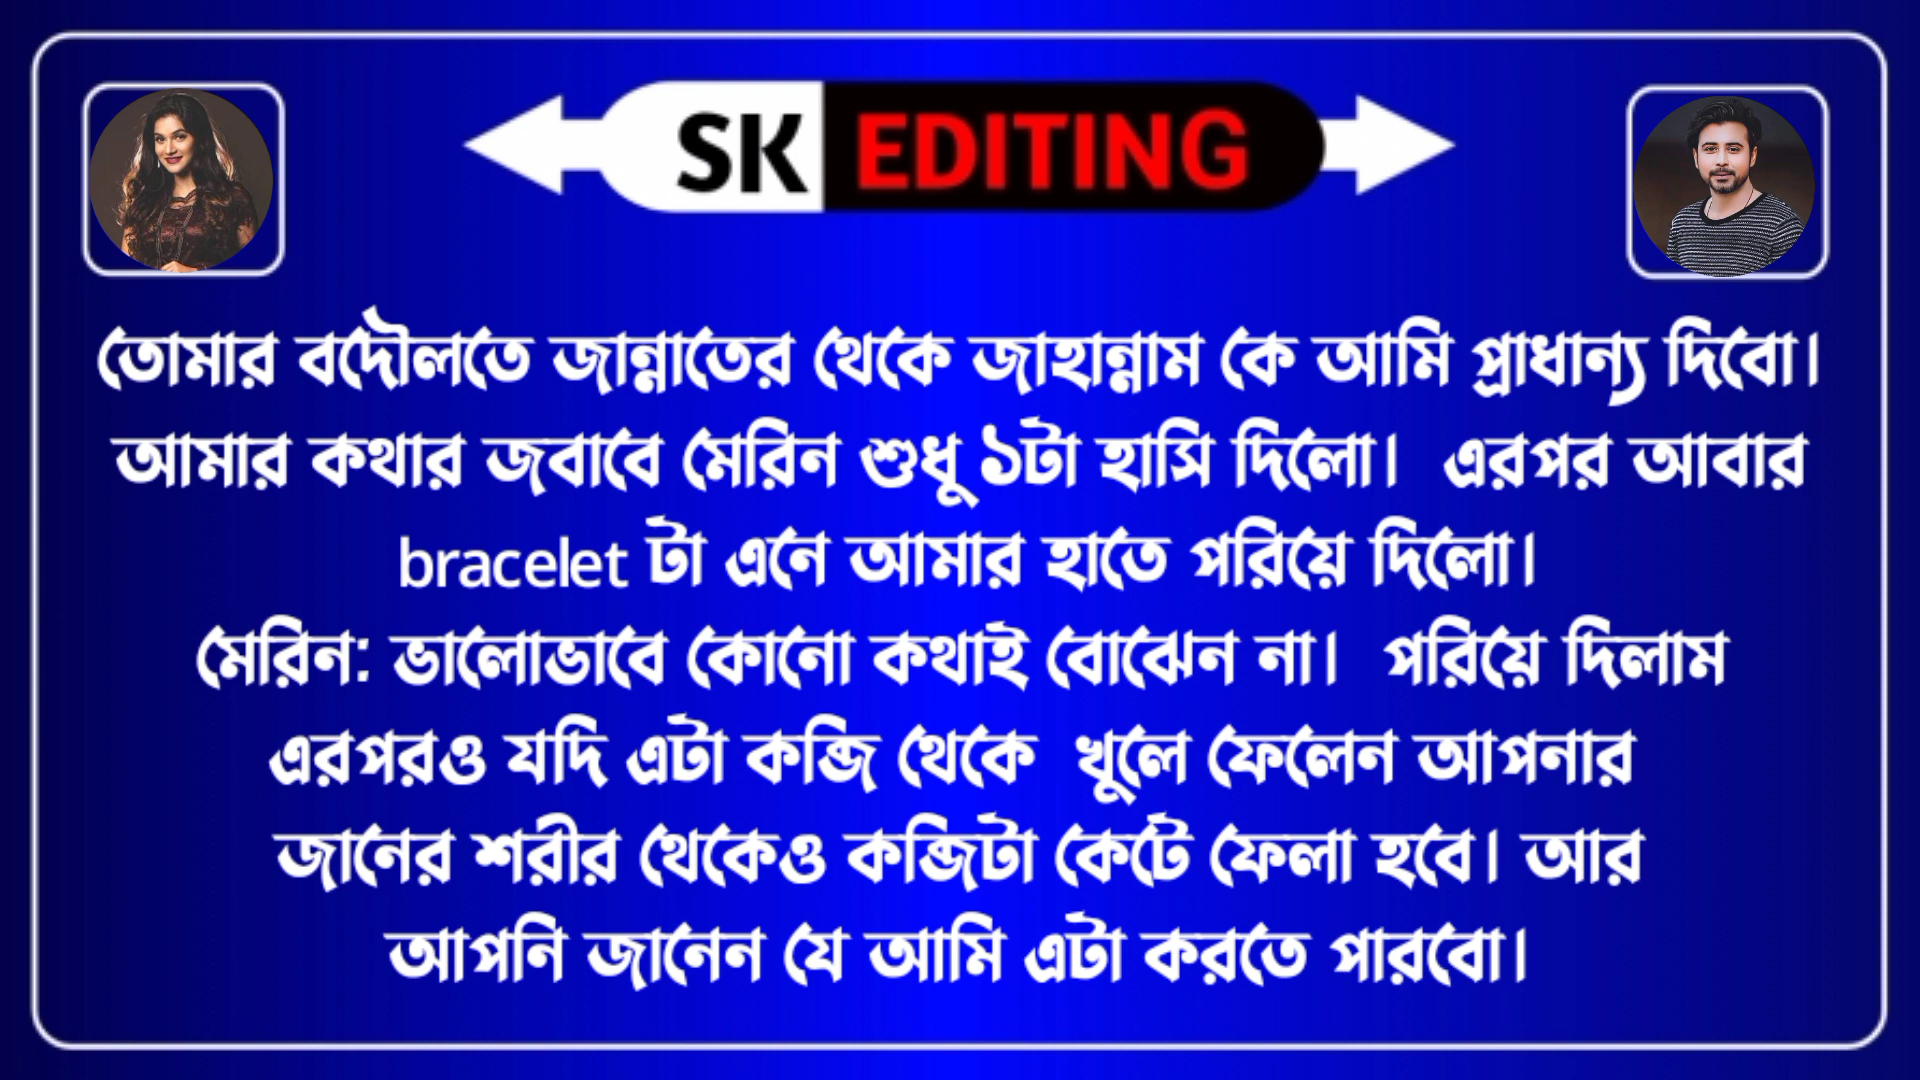 SK EDITING
তোমার বদৌলতে জান্নাতের থেকে জাহান্নাম কে আমি প্রাধান্য দিবো।
আমার কথার জবাবে মেরিন শুধু ১টা হাসি দিলো। এরপর আবার
bracelet টা এনে আমার হাতে পরিয়ে দিলো।
মেরিন: ভালোভাবে কোনো কথাই বোঝেন না। পরিয়ে দিলাম
এরপরও যদি এটা কব্জি থেকে খুলে ফেলেন আপনার
জানের শরীর থেকেও কব্জিটা কেটে ফেলা হবে। আর
আপনি জানেন যে আমি এটা করতে পারবো।